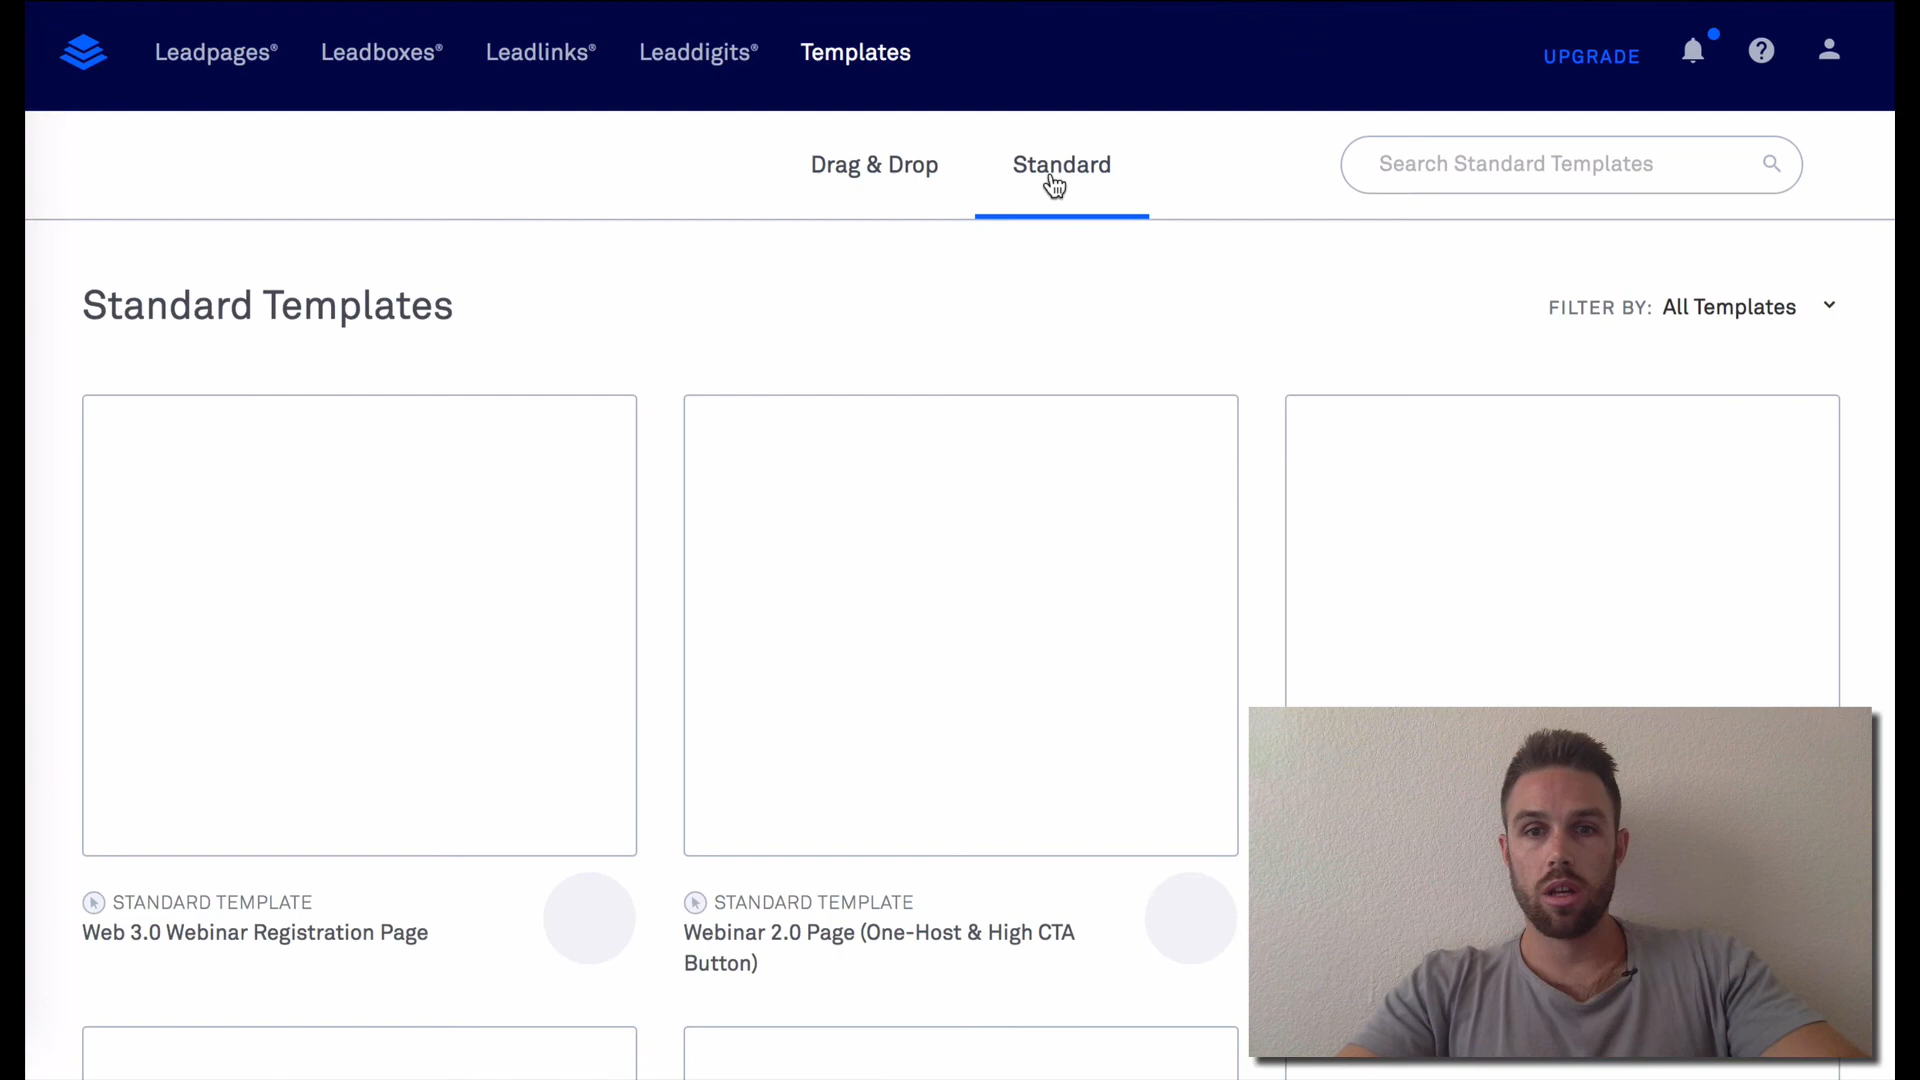 Leadpages®
Leadboxes®
Leadlinks®
Leaddigits®
Templates
UPGRADE
Drag & Drop
Standard
Search Standard Templates
Standard Templates
FILTER BY: All Templates
STANDARD TEMPLATE
Web 3.0 Webinar Registration Page
STANDARD TEMPLATE
Webinar 2.0 Page (One-Host & High CTA
Button)